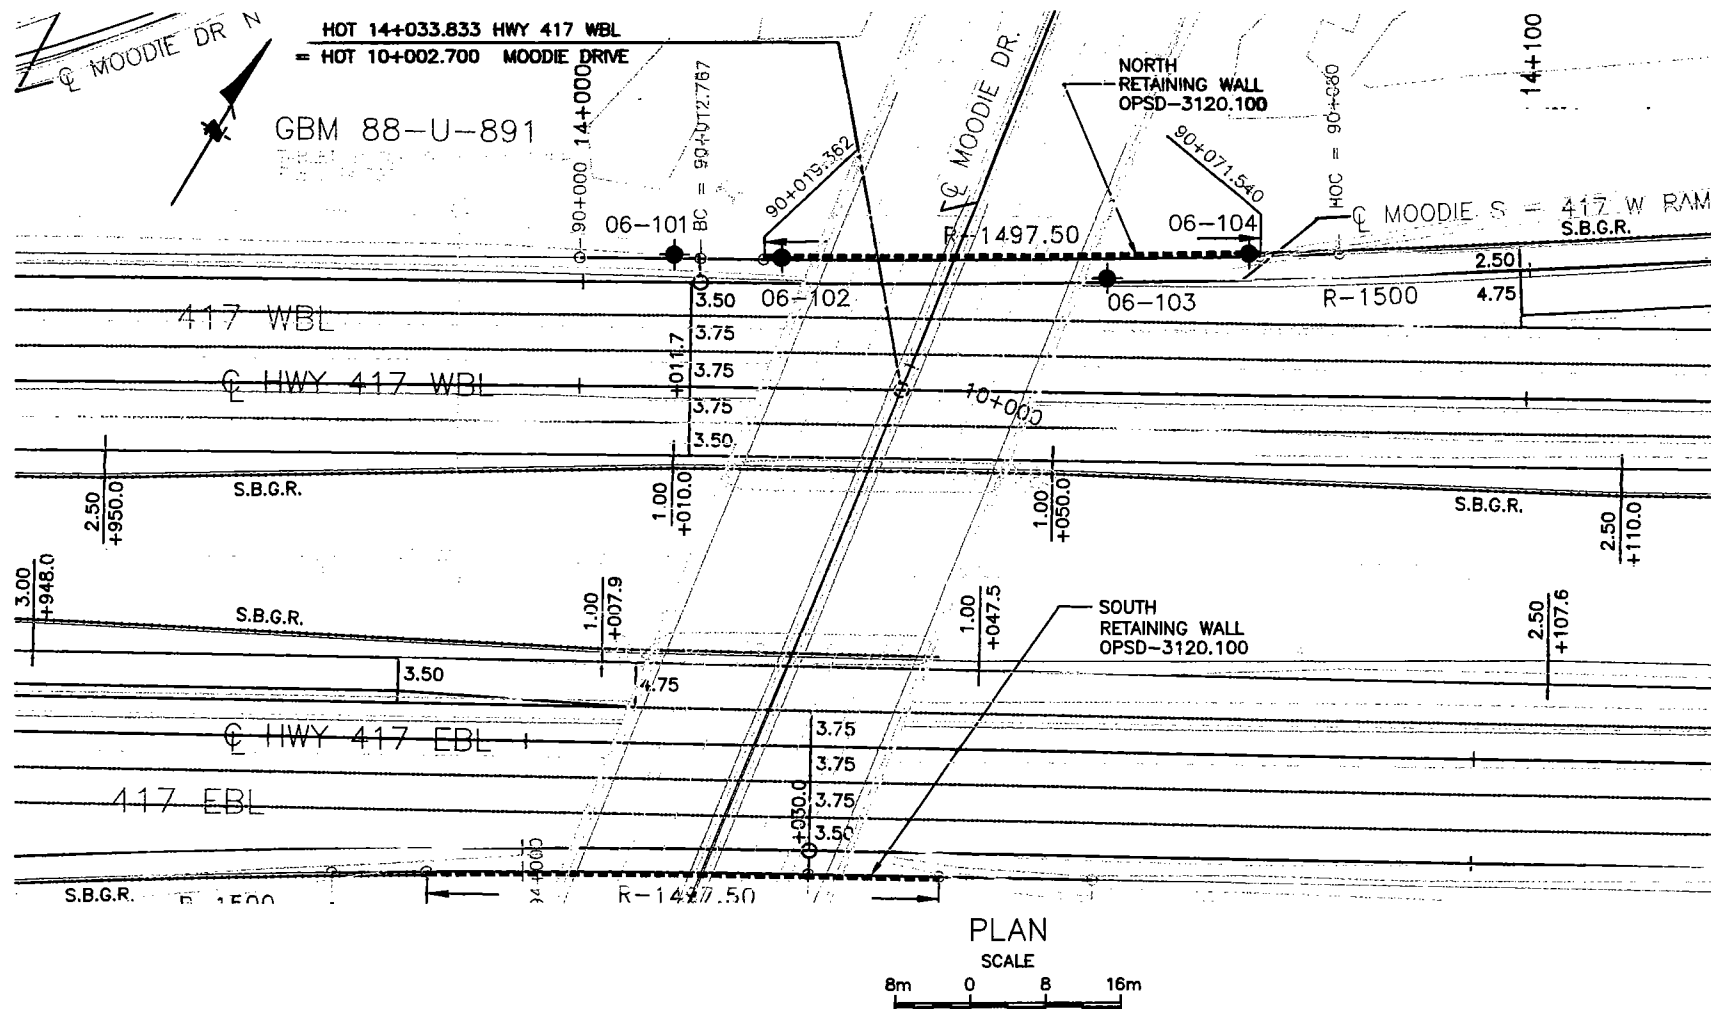 HOT 14+033.833 HWY 417 WBL
= HOT 10+002.700 MOODIE DRIVE
℄ MOODIE DR N
GBM 88-U-891
90+000
14+000
BC = 90+012.767
90+019.362
℄ MOODIE DR.
NORTH
RETAINING WALL
OPSD-3120.100
90+071.540
HOC = 90+080
14+100
℄ MOODIE S - 417 W RAM
S.B.G.R.
06-101
R-1497.50
06-104
06-102
06-103
R-1500
2.50
4.75
417 WBL
3.50
3.75
3.75
3.75
3.50
+011.7
℄ HWY 417 WBL
10+000
S.B.G.R.
S.B.G.R.
2.50
+950.0
1.00
+010.0
1.00
+050.0
2.50
+110.0
3.00
+948.0
S.B.G.R.
1.00
+007.9
1.00
+047.5
SOUTH
RETAINING WALL
OPSD-3120.100
2.50
+107.6
3.50
4.75
℄ HWY 417 EBL
3.75
3.75
3.75
3.50
+030.0
417 EBL
S.B.G.R.
94+000
PLAN
SCALE
8m 0 8 16m